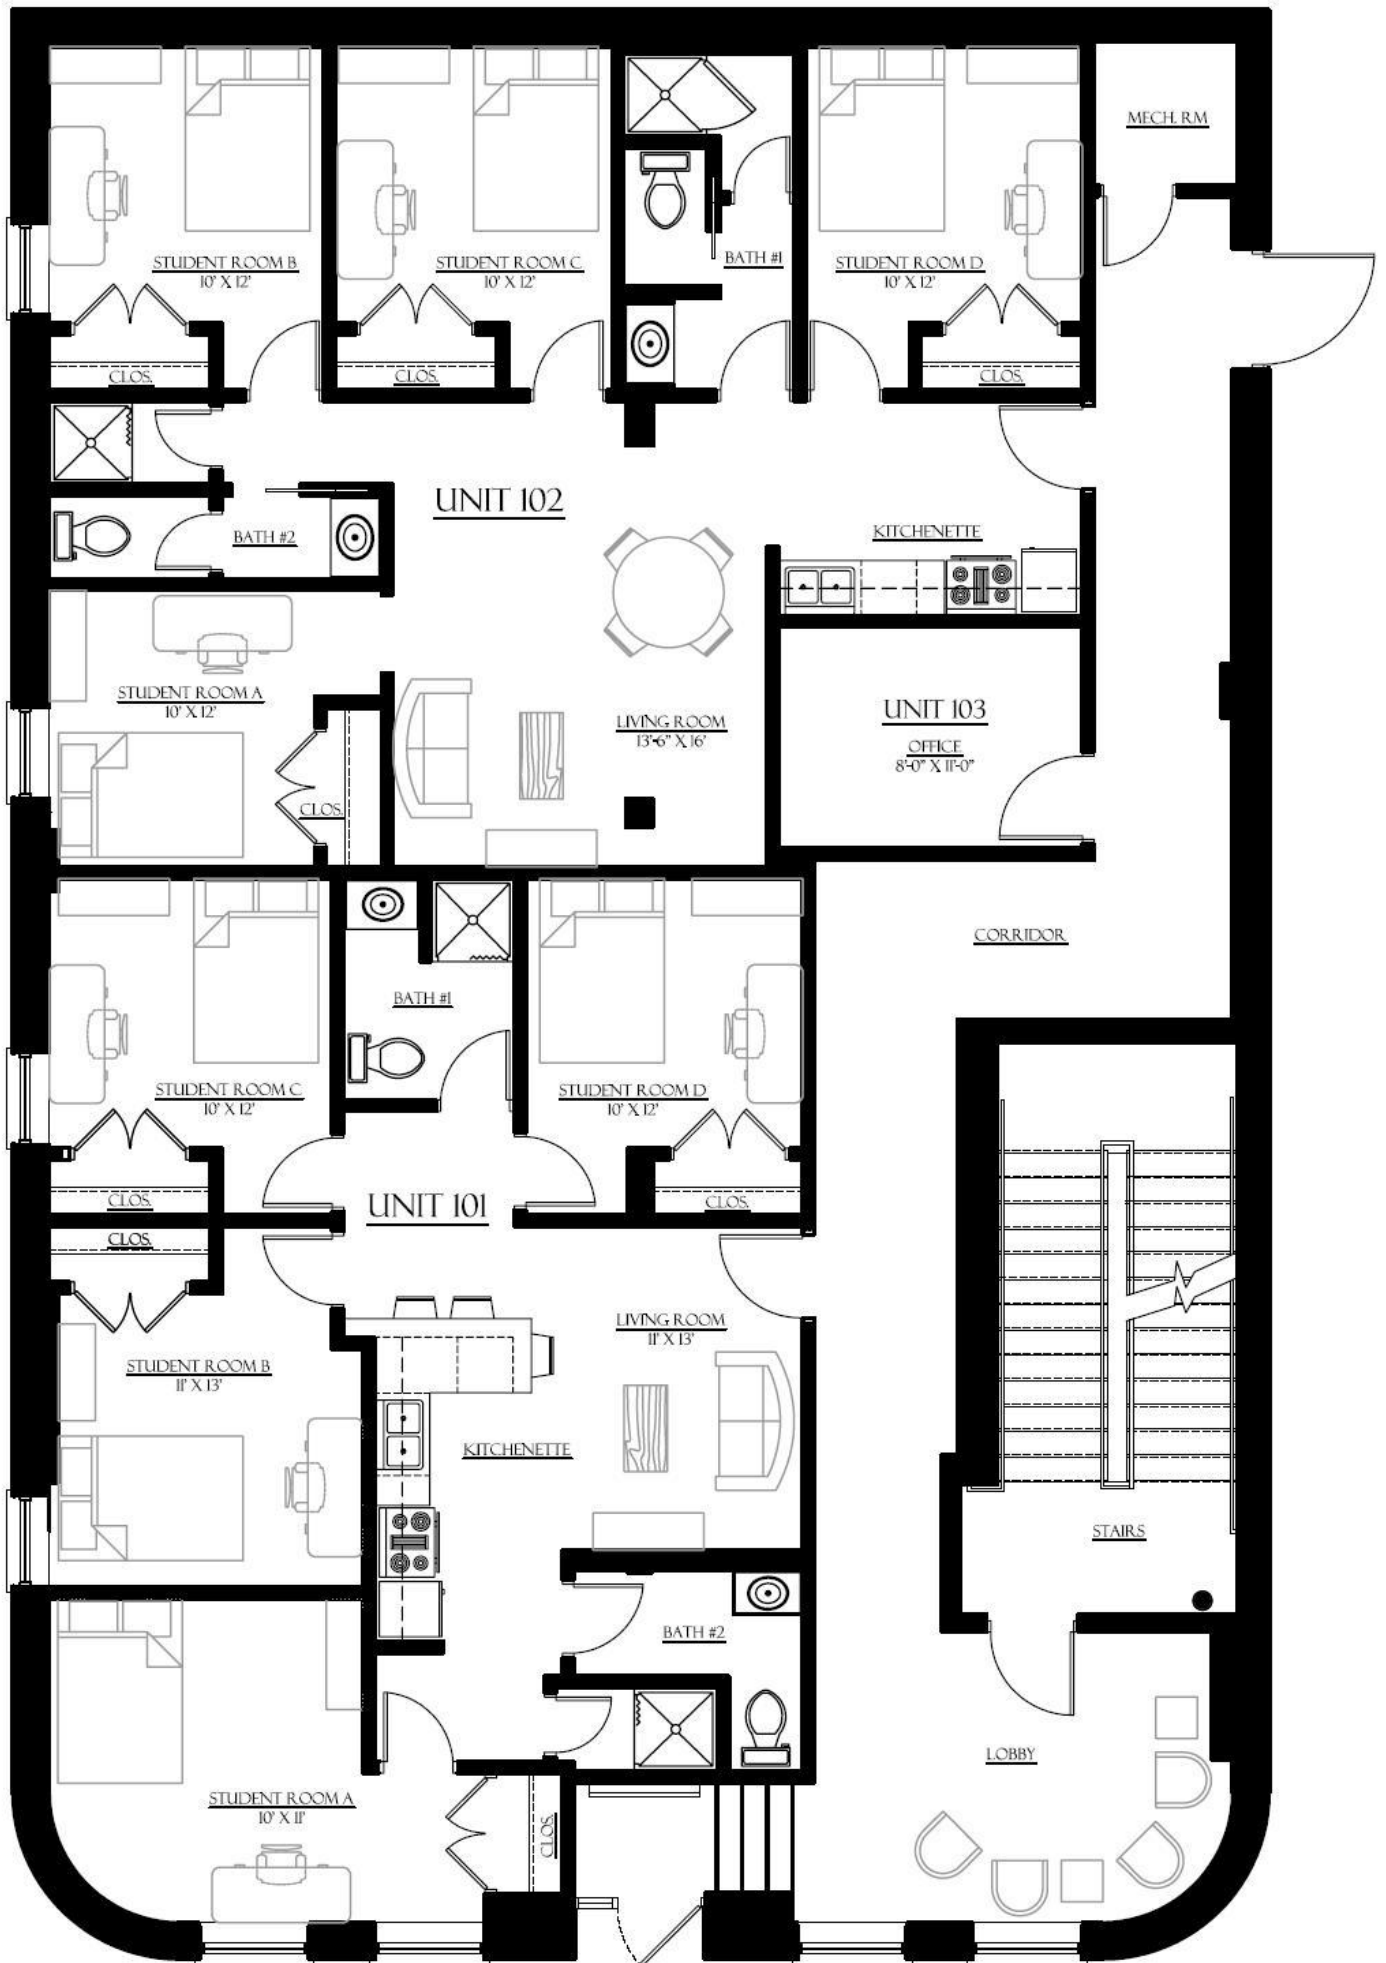 MECH. RM
STUDENT ROOM B
10' X 12'
STUDENT ROOM C
10' X 12'
BATH #1
STUDENT ROOM D
10' X 12'
CLOS.
CLOS.
CLOS.
UNIT 102
BATH #2
KITCHENETTE
STUDENT ROOM A
10' X 12'
LIVING ROOM
13'-6" X 16'
UNIT 103
OFFICE
8'-0" X 11'-0"
CLOS.
CORRIDOR
BATH #1
STUDENT ROOM C
10' X 12'
STUDENT ROOM D
10' X 12'
CLOS.
CLOS.
UNIT 101
CLOS.
LIVING ROOM
11' X 13'
STUDENT ROOM B
11' X 13'
KITCHENETTE
STAIRS
BATH #2
LOBBY
STUDENT ROOM A
10' X 11'
CLOS.